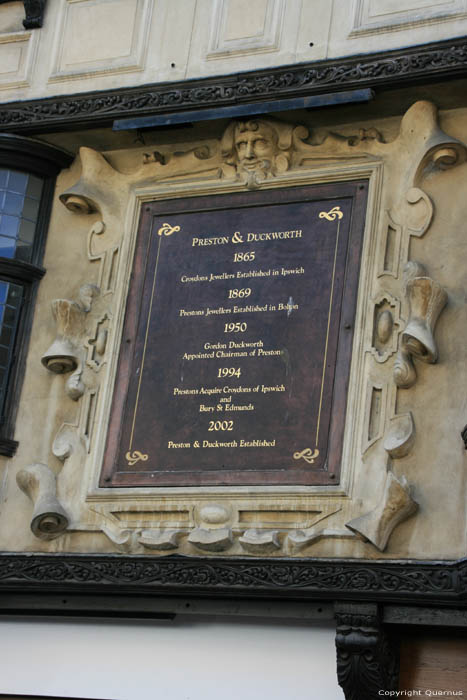 Preston & Duckworth
1865
Croydons Jewellers Established in Ipswich
1869
Prestons Jewellers Established in Bolton
1950
Gordon Duckworth
Appointed Chairman of Prestons
1994
Prestons Acquire Croydons of Ipswich
and
Bury St Edmunds
2002
Preston & Duckworth Established
Copyright Quernus